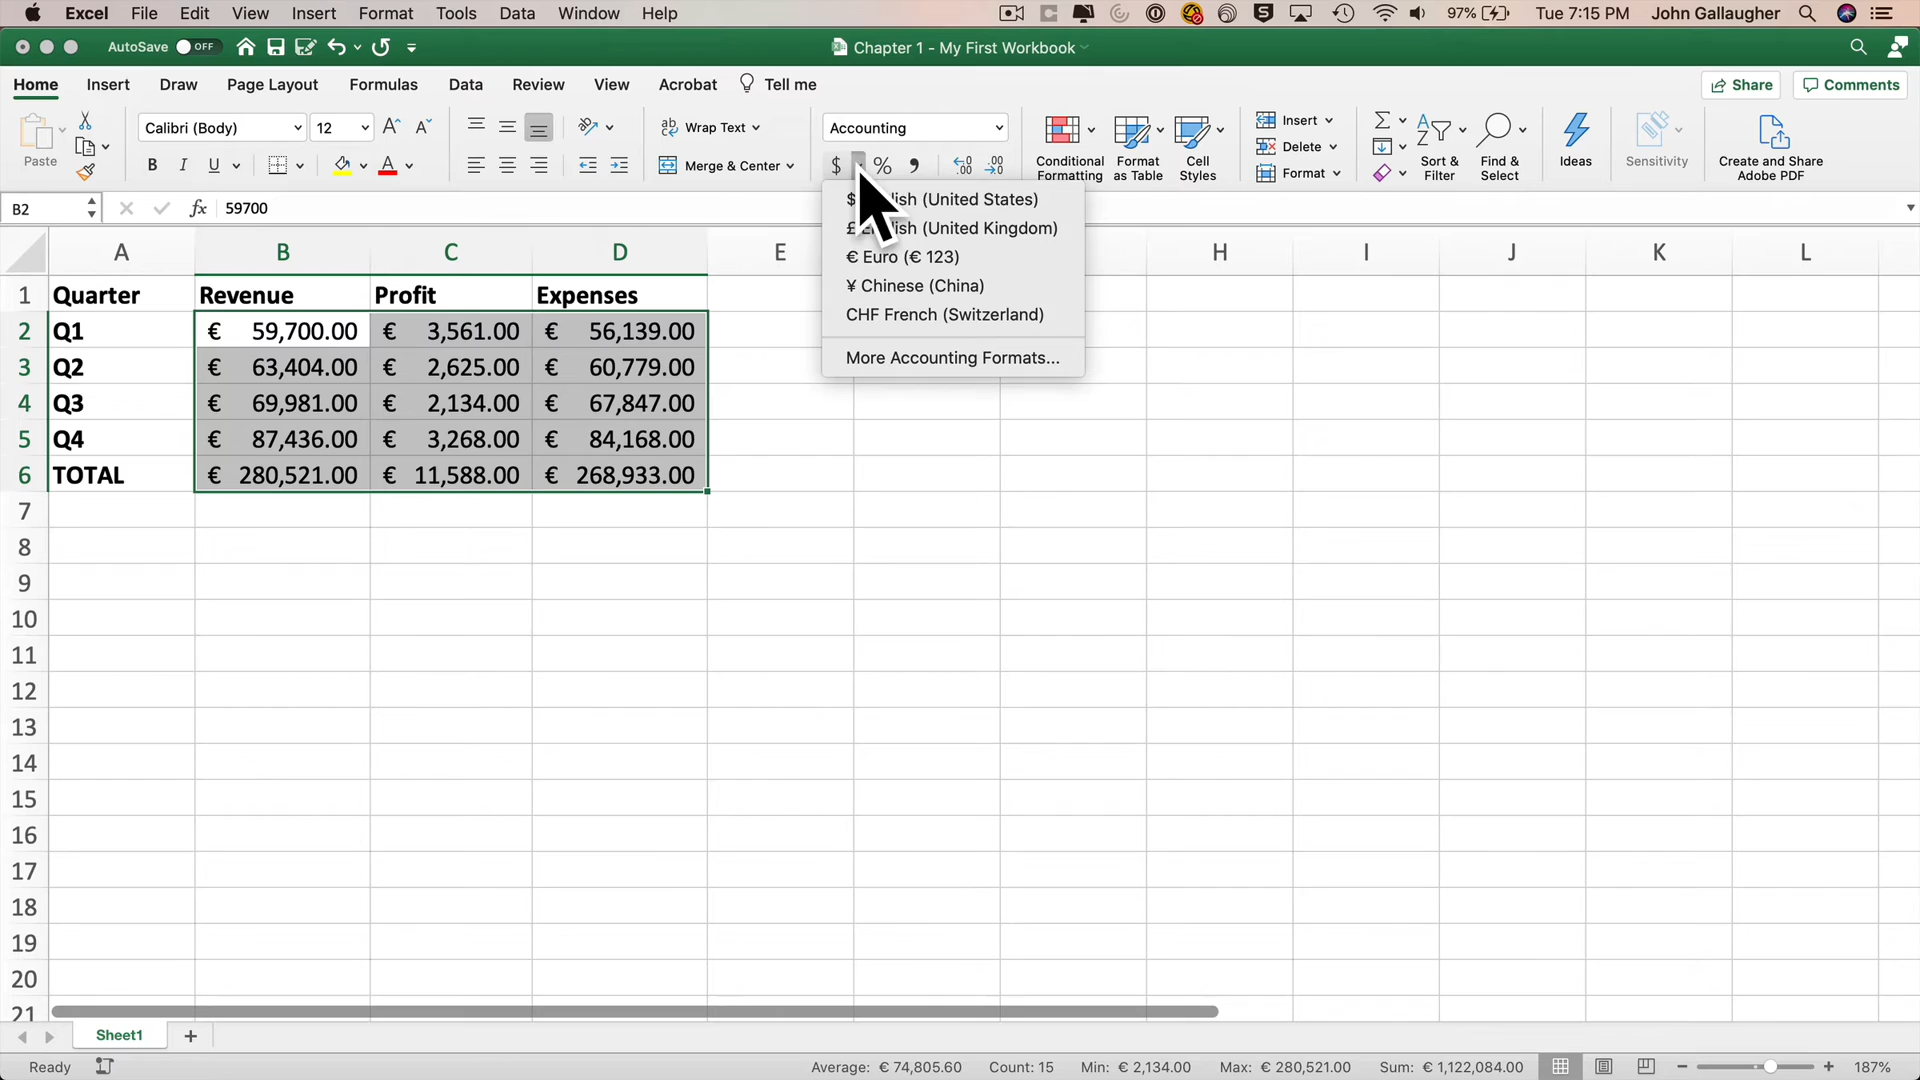 Excel File Edit View Insert Format Tools Data Window Help 97% Tue 7:15 PM John Gallaugher
AutoSave OFF Chapter 1 - My First Workbook
Home Insert Draw Page Layout Formulas Data Review View Acrobat Tell me Share Comments
Paste Calibri (Body) 12 Wrap Text Accounting Insert
B I U Merge & Center $ % Delete
Conditional Formatting Format as Table Cell Styles Format Sort & Filter Find & Select Ideas Sensitivity Create and Share Adobe PDF
B2 fx 59700
$ (United States)
£ (United Kingdom)
€ Euro (€ 123)
¥ Chinese (China)
CHF French (Switzerland)
More Accounting Formats...
A B C D E H I J K L
1 Quarter Revenue Profit Expenses
2 Q1 € 59,700.00 € 3,561.00 € 56,139.00
3 Q2 € 63,404.00 € 2,625.00 € 60,779.00
4 Q3 € 69,981.00 € 2,134.00 € 67,847.00
5 Q4 € 87,436.00 € 3,268.00 € 84,168.00
6 TOTAL € 280,521.00 € 11,588.00 € 268,933.00
7
8
9
10
11
12
13
14
15
16
17
18
19
20
21
Sheet1 +
Ready Average: € 74,805.60 Count: 15 Min: € 2,134.00 Max: € 280,521.00 Sum: € 1,122,084.00 187%